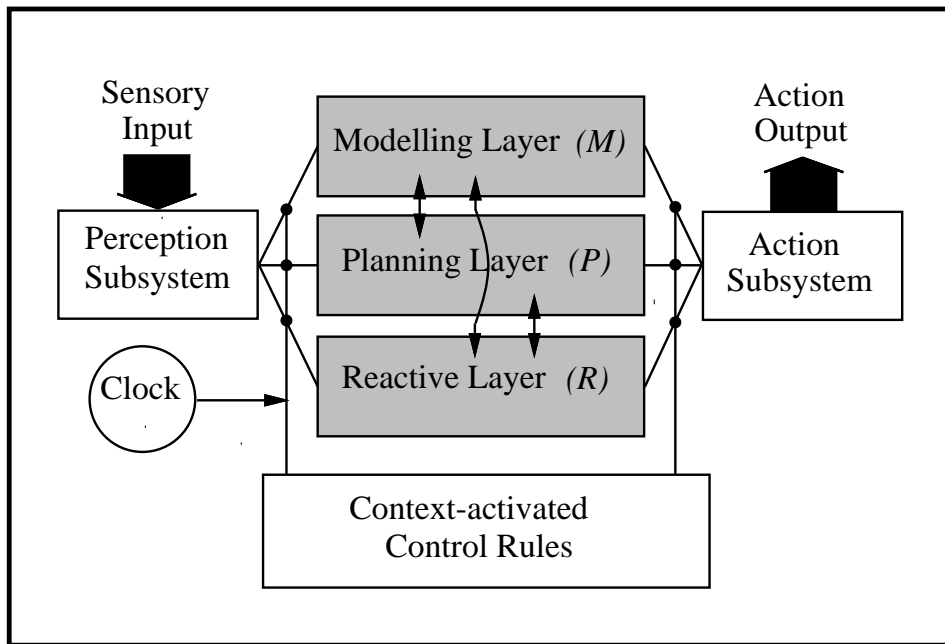 Sensory
Input
Action
Output
Modelling Layer (M)
Perception
Subsystem
Planning Layer (P)
Action
Subsystem
Reactive Layer (R)
Clock
Context-activated
Control Rules